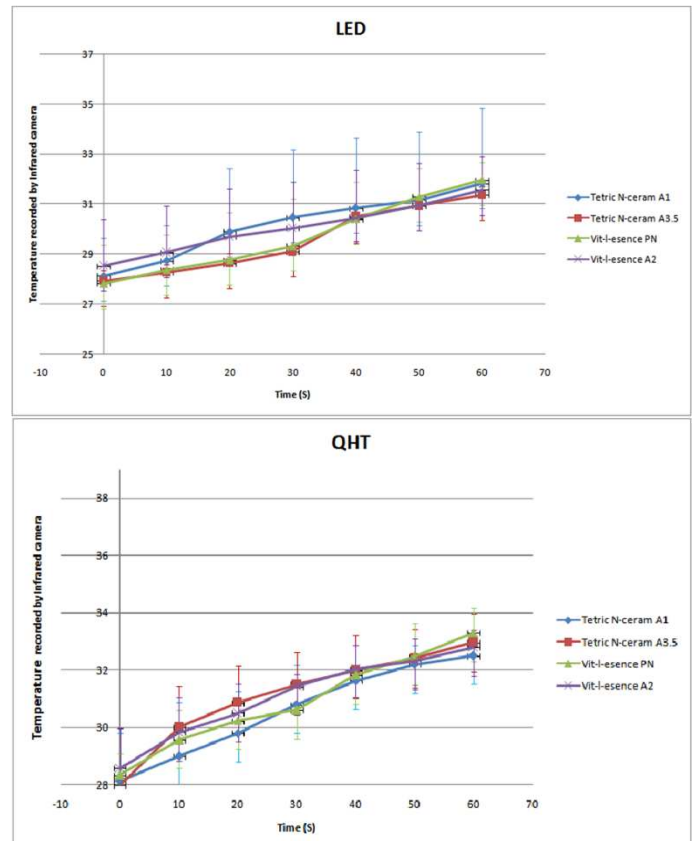 LED
Temperature recorded by Infrared camera
37
35
33
31
29
27
25
-10
0
10
20
30
40
50
60
70
Time (S)
Tetric N-ceram A1
Tetric N-ceram A3.5
Vit-l-esence PN
Vit-l-esence A2
QHT
Temperature recorded by Infrared camera
38
36
34
32
30
28
-10
0
10
20
30
40
50
60
70
Time (S)
Tetric N-ceram A1
Tetric N-ceram A3.5
Vit-l-esence PN
Vit-l-esence A2